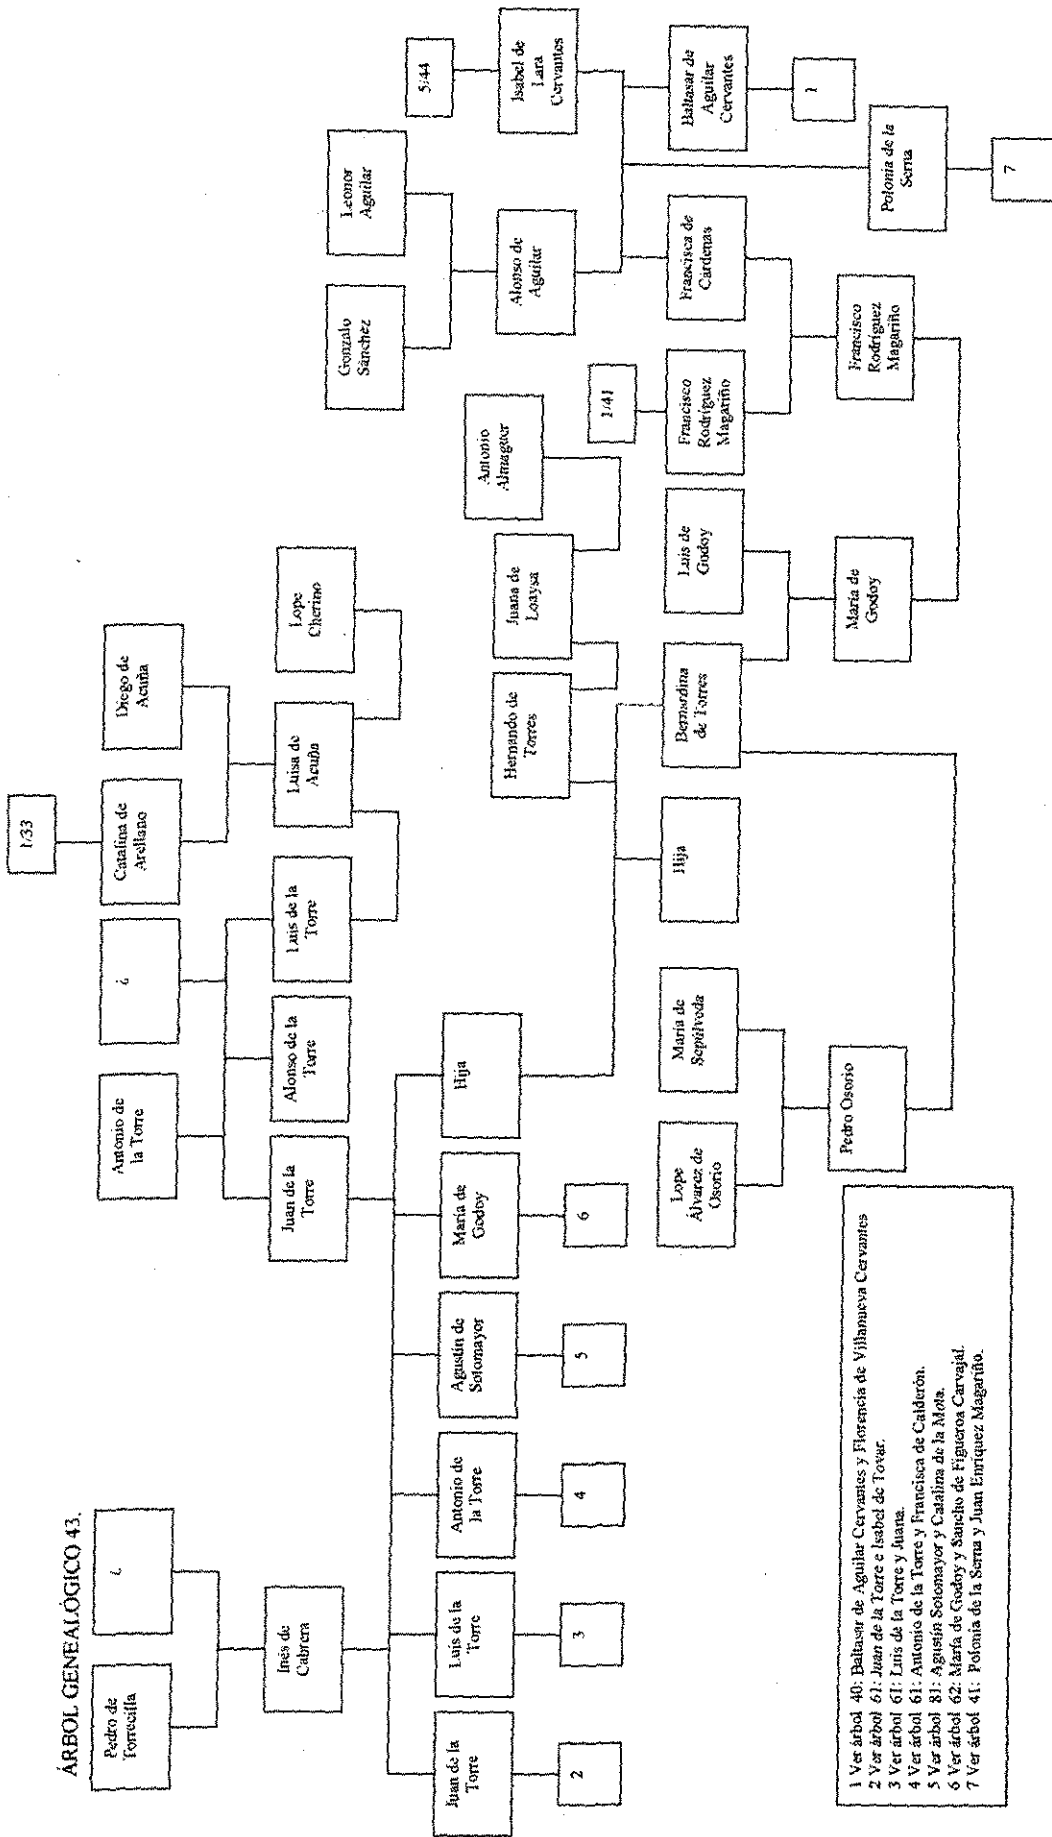 ÁRBOL GENEALÓGICO 43.
1/33
Pedro de
Torrecilla
¿
Antonio de
la Torre
¿
Catalina de
Arellano
Diego de
Acuña
Inés de
Cabrera
Juan de la
Torre
Alonso de la
Torre
Luis de la
Torre
Luisa de
Acuña
Lope
Cherino
Gonzalo
Sánchez
Leonor
Aguilar
5/44
Juan de la
Torre
Luis de la
Torre
Antonio de
la Torre
Agustín de
Sotomayor
María de
Godoy
Hija
Hernando de
Torres
Juana de
Loaysa
Antonio
Almaguer
Alonso de
Aguilar
Isabel de
Lara
Cervantos
2
3
4
5
6
1/41
Lope
Álvarez de
Osorio
María de
Sepúlveda
Hija
Bernardina
de Torres
Luis de
Godoy
Francisco
Rodríguez
Magariño
Francisca de
Cárdenas
Baltasar de
Aguilar
Cervantes
1
Pedro Osorio
María de
Godoy
Francisco
Rodríguez
Magariño
Polonia de la
Serna
7
1 Ver árbol 40: Baltasar de Aguilar Cervantes y Florencia de Villanueva Cervantes
2 Ver árbol 61: Juan de la Torre e Isabel de Tovar.
3 Ver árbol 61: Luis de la Torre y Juana.
4 Ver árbol 61: Antonio de la Torre y Francisca de Calderón.
5 Ver árbol 81: Agustín Sotomayor y Catalina de la Mota.
6 Ver árbol 62: María de Godoy y Sancho de Figueroa Carvajal.
7 Ver árbol 41: Polonia de la Serna y Juan Enríquez Magariño.